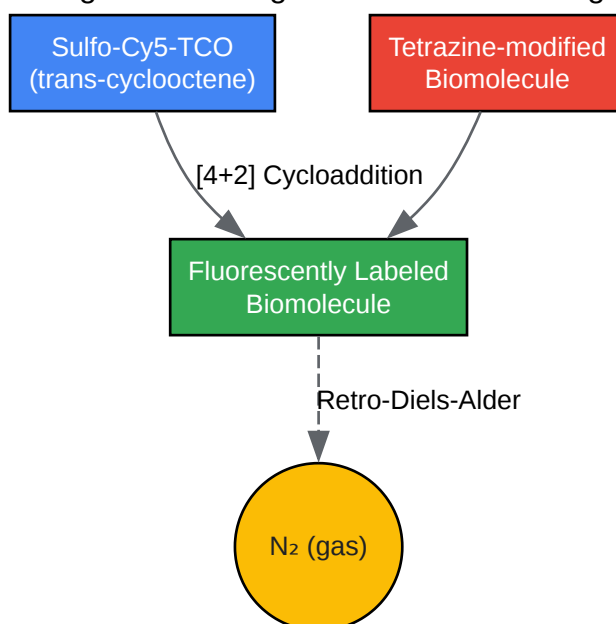 Sulfo-Cy5-TCO
(trans-cyclooctene)
Tetrazine-modified
Biomolecule
[4+2] Cycloaddition
Fluorescently Labeled
Biomolecule
Retro-Diels-Alder
N₂ (gas)